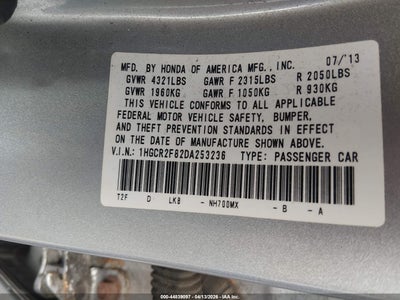 MFD. BY HONDA OF AMERICA MFG., INC. 07/'13
GVWR 4321LBS GAWR F 2315LBS R 2050LBS
GVWR 1960KG GAWR F 1050KG R 930KG
THIS VEHICLE CONFORMS TO ALL APPLICABLE
FEDERAL MOTOR VEHICLE SAFETY, BUMPER,
AND THEFT PREVENTION STANDARDS IN EFFECT
ON THE DATE OF MANUFACTURE SHOWN ABOVE.
V.I.N.: 1HGCR2F82DA253236 TYPE: PASSENGER CAR
T2F D LKB - NH700MX - B - A
000-44839097 - 04/13/2026 - IAA Inc.